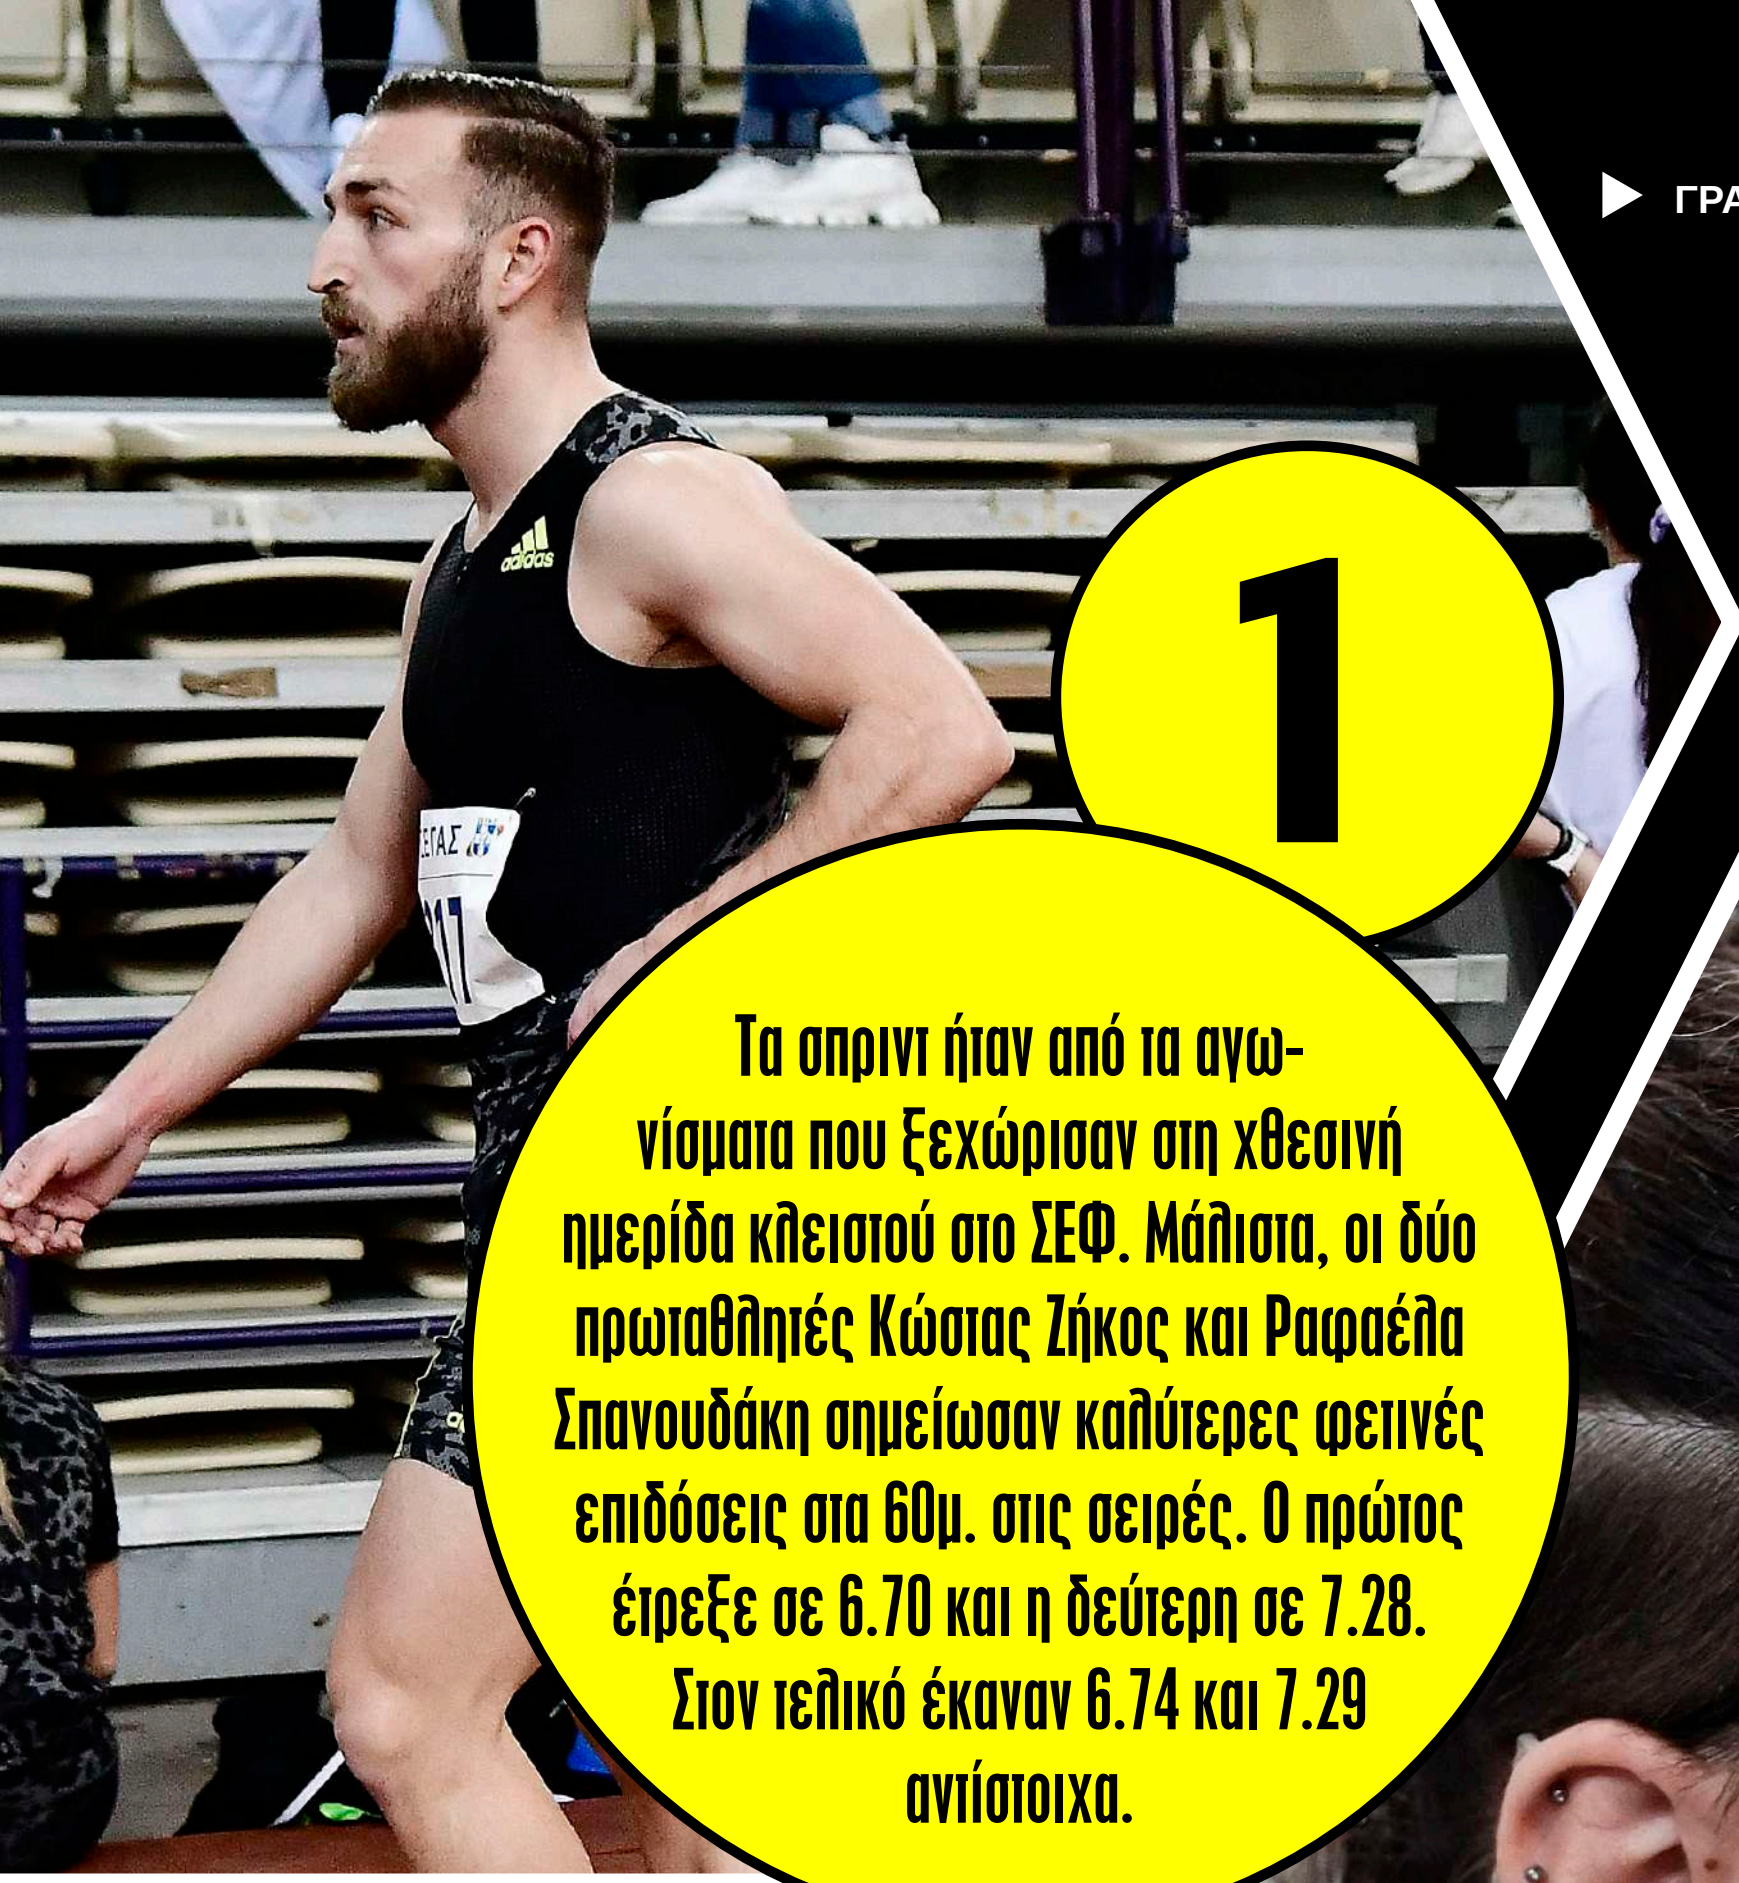 ΓΡΑ
adidas
ΣΕΓΑΣ
217
1
Τα σπριντ ήταν από τα αγω-
νίσματα που ξεχώρισαν στη χθεσινή
ημερίδα κλειστού στο ΣΕΦ. Μάλιστα, οι δύο
πρωταθλητές Κώστας Ζήκος και Ραφαέλα
Σπανουδάκη σημείωσαν καλύτερες φετινές
επιδόσεις στα 60μ. στις σειρές. Ο πρώτος
έτρεξε σε 6.70 και η δεύτερη σε 7.28.
Στον τελικό έκαναν 6.74 και 7.29
αντίστοιχα.